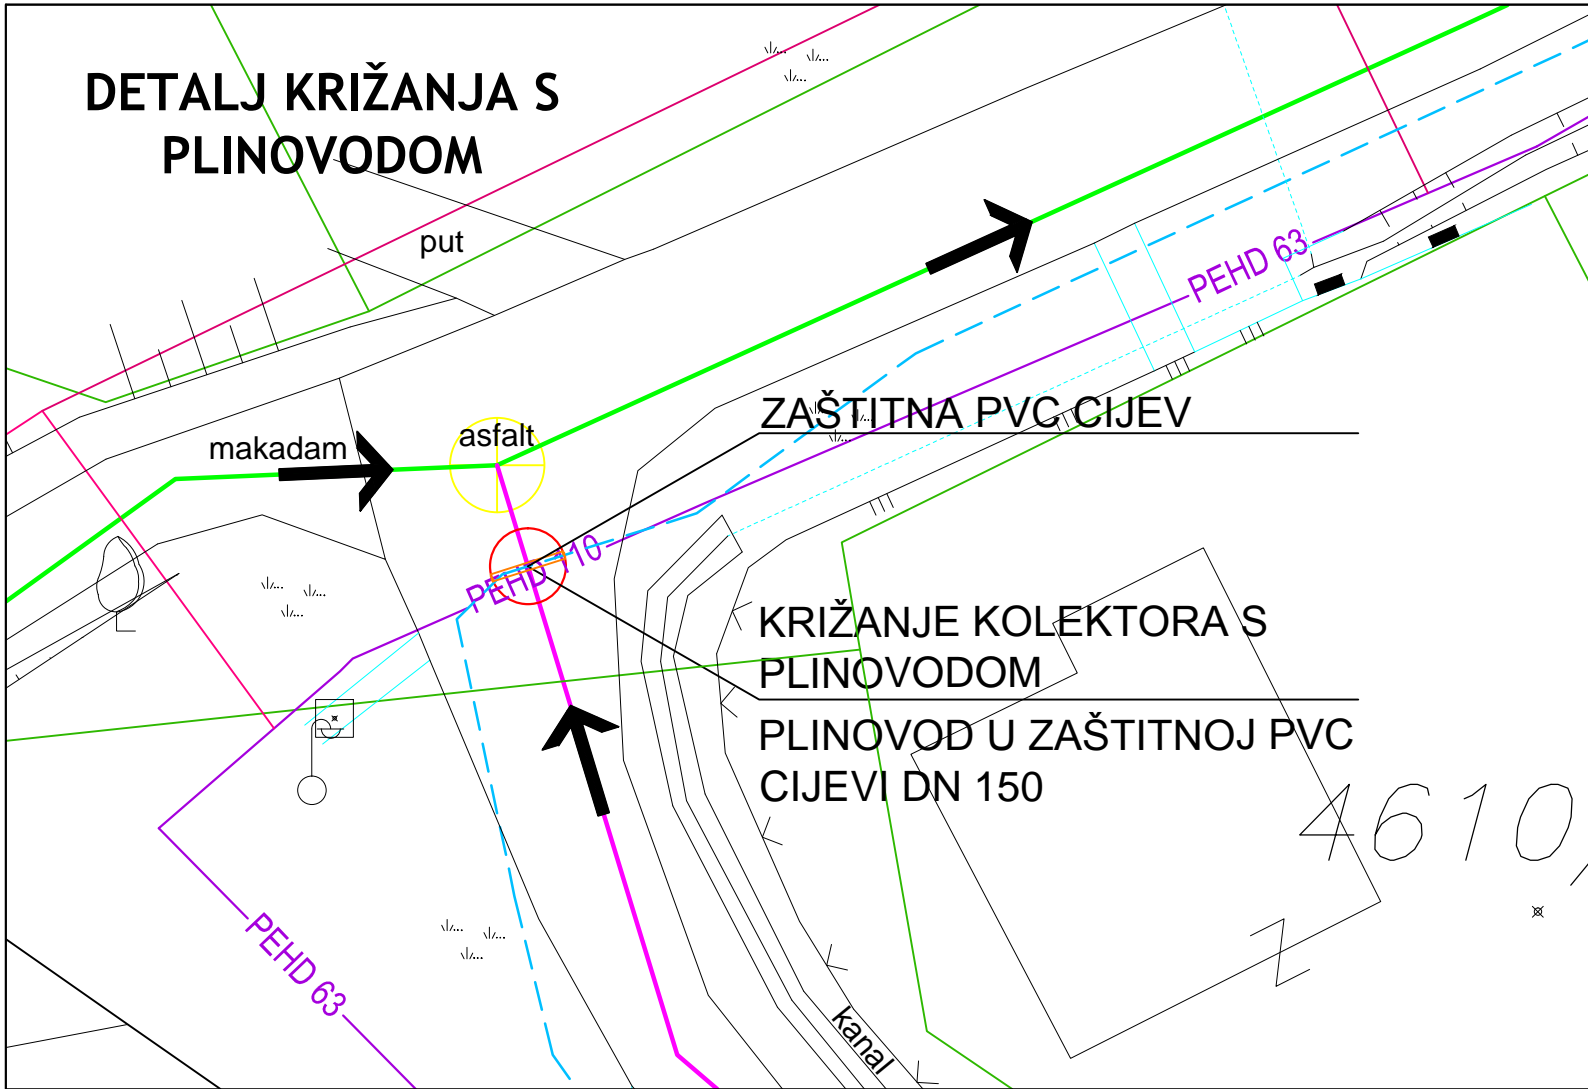 DETALJ KRIŽANJA S
PLINOVODOM
put
PEHD 63
ZAŠTITNA PVC CIJEV
makadam
asfalt
PEHD 110
KRIŽANJE KOLEKTORA S
PLINOVODOM
PLINOVOD U ZAŠTITNOJ PVC
CIJEVI DN 150
4610,
PEHD 63
kanal